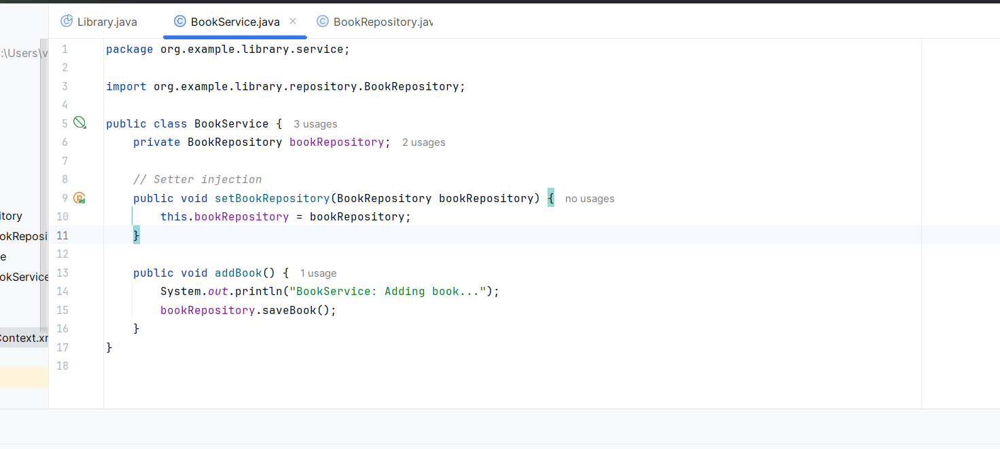 Library.java BookService.java BookRepository.jav
:\Users\v
itory
okReposit
e
okService
Context.xm
1 package org.example.library.service;
2
3 import org.example.library.repository.BookRepository;
4
5 public class BookService { 3 usages
6 private BookRepository bookRepository; 2 usages
7
8 // Setter injection
9 public void setBookRepository(BookRepository bookRepository) { no usages
10 this.bookRepository = bookRepository;
11 }
12
13 public void addBook() { 1 usage
14 System.out.println("BookService: Adding book...");
15 bookRepository.saveBook();
16 }
17 }
18